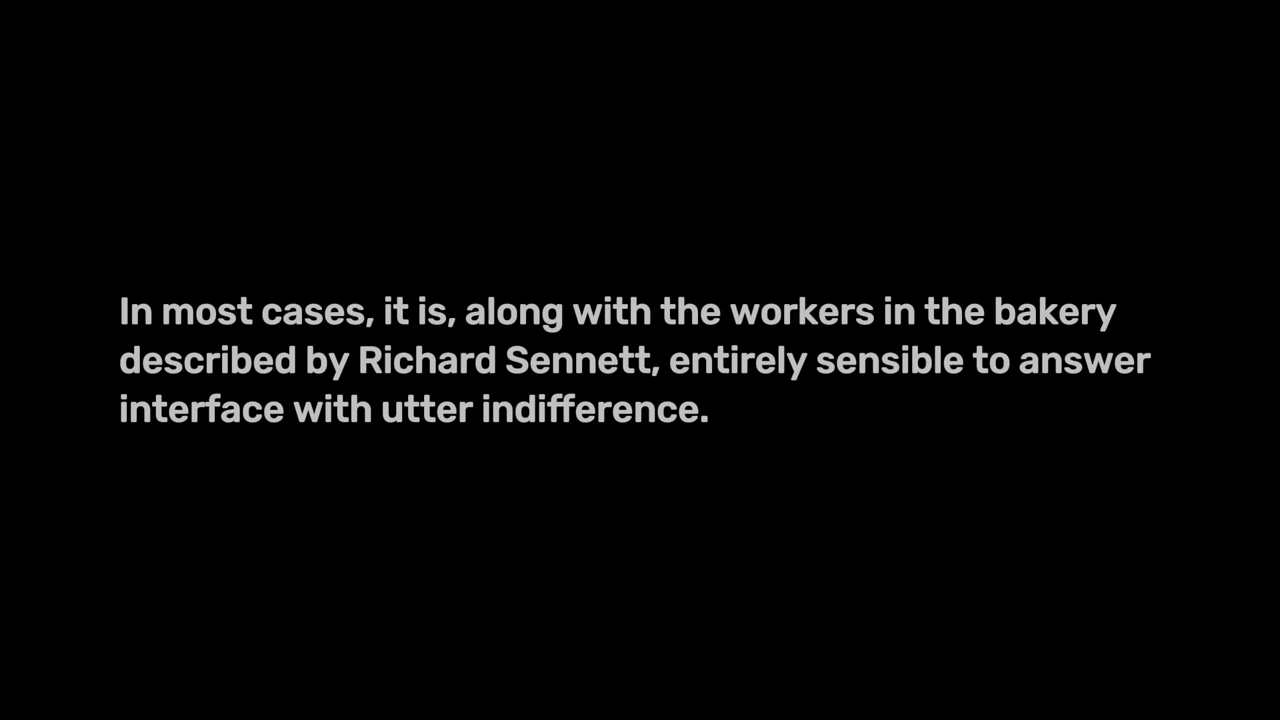 In most cases, it is, along with the workers in the bakery
described by Richard Sennett, entirely sensible to answer
interface with utter indifference.